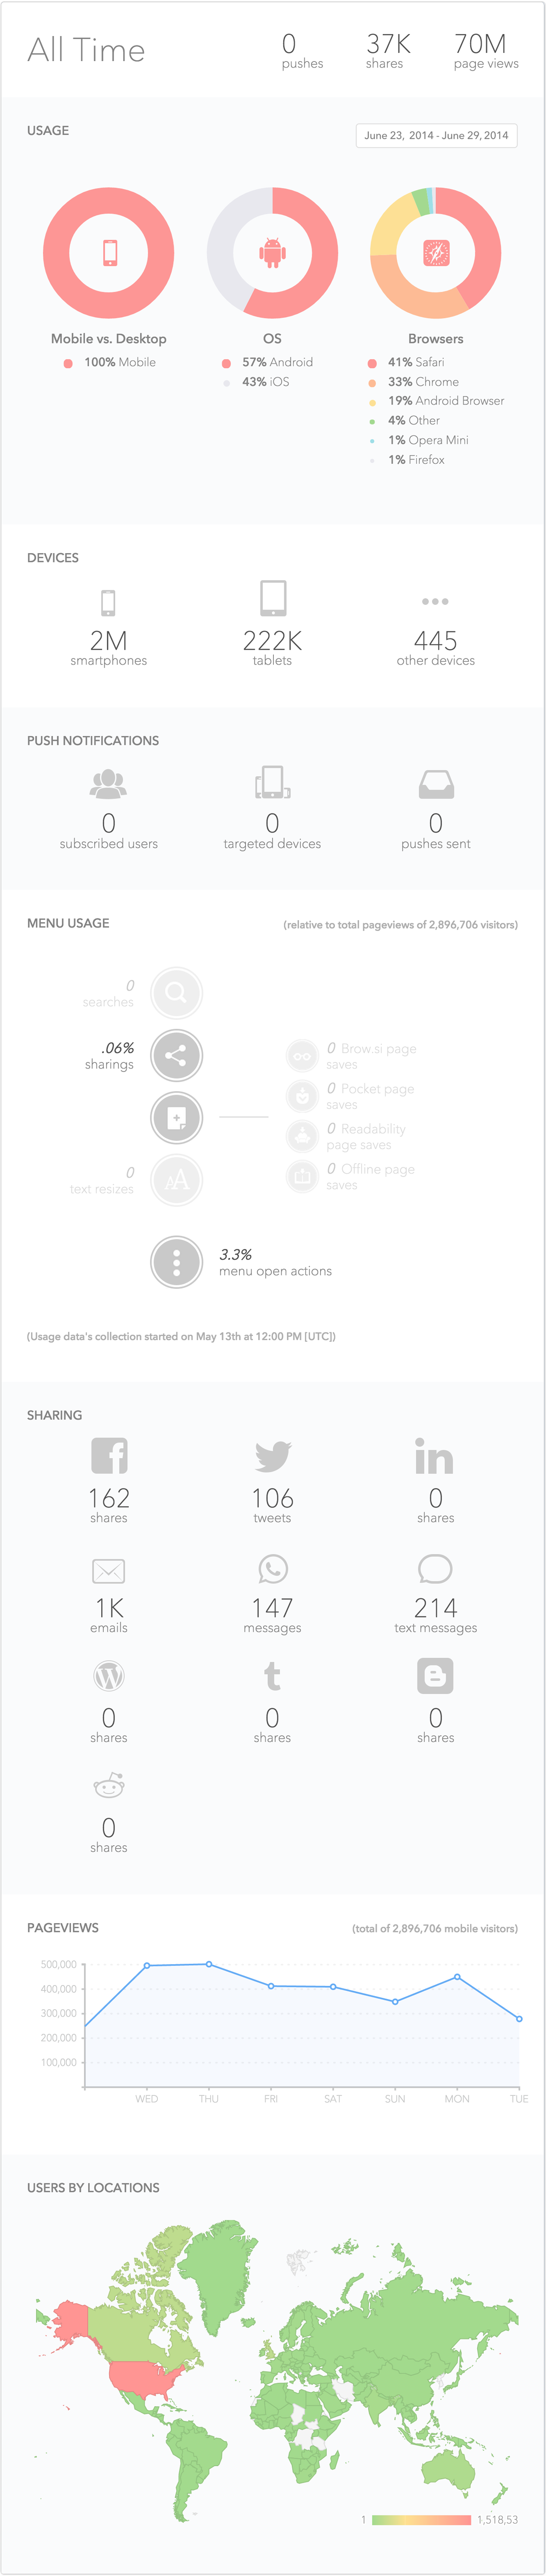 All Time
0
pushes
37K
shares
70M
page views
USAGE
June 23, 2014 - June 29, 2014
Mobile vs. Desktop
100% Mobile
OS
57% Android
43% iOS
Browsers
41% Safari
33% Chrome
19% Android Browser
4% Other
1% Opera Mini
1% Firefox
DEVICES
2M
smartphones
222K
tablets
445
other devices
PUSH NOTIFICATIONS
0
subscribed users
0
targeted devices
0
pushes sent
MENU USAGE
(relative to total pageviews of 2,896,706 visitors)
0
searches
.06%
sharings
0 Brow.si page
saves
0 Pocket page
saves
0 Readability
page saves
0 Offline page
saves
0
text resizes
AA
3.3%
menu open actions
(Usage data's collection started on May 13th at 12:00 PM [UTC])
SHARING
162
shares
106
tweets
in
0
shares
1K
emails
147
messages
214
text messages
0
shares
t
0
shares
0
shares
0
shares
PAGEVIEWS
(total of 2,896,706 mobile visitors)
500,000
400,000
300,000
200,000
100,000
WED THU FRI SAT SUN MON TUE
USERS BY LOCATIONS
1
1,518,53